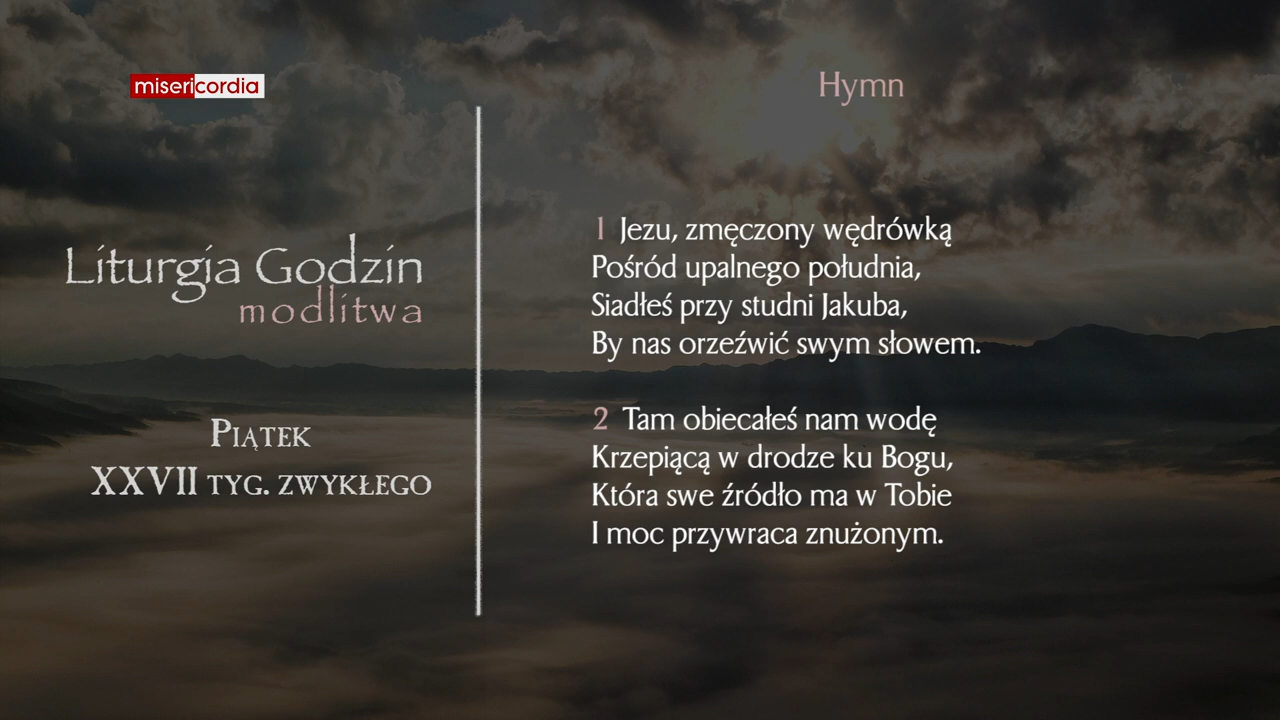 misericordia
Liturgia Godzin
modlitwa
Piątek
XXVII tyg. zwykłego
Hymn
1 Jezu, zmęczony wędrówką
Pośród upalnego południa,
Siadłeś przy studni Jakuba,
By nas orzeźwić swym słowem.
2 Tam obiecałeś nam wodę
Krzepiącą w drodze ku Bogu,
Która swe źródło ma w Tobie
I moc przywraca znużonym.